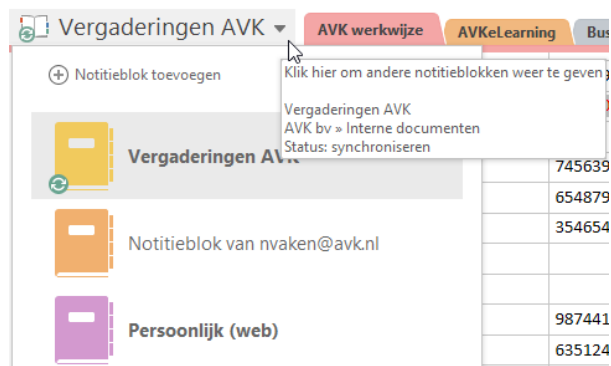 Vergaderingen AVK
AVK werkwijze
AVKeLearning
Bus
Notitieblok toevoegen
Klik hier om andere notitieblokken weer te geven
Vergaderingen AVK
AVK bv » Interne documenten
Status: synchroniseren
Vergaderingen AVK
745639
654879
354654
Notitieblok van nvaken@avk.nl
987441
Persoonlijk (web)
635124